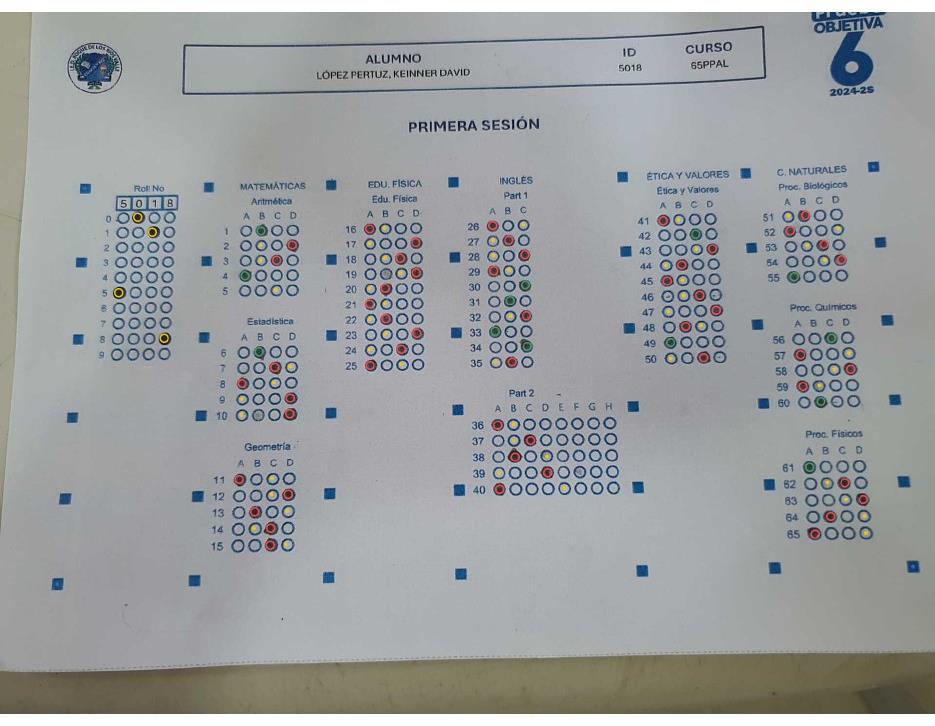 OBJETIVA
6
2024-2S
ALUMNO ID CURSO
LÓPEZ PERTUZ, KEINNER DAVID 5018 65PPAL
PRIMERA SESIÓN
Roll No
5 0 1 8
0
1
2
3
4
5
6
7
8
9
MATEMÁTICAS
Aritmética
A B C D
1
2
3
4
5
Estadística
A B C D
6
7
8
9
10
Geometría
A B C D
11
12
13
14
15
EDU. FÍSICA
Edu. Física
A B C D
16
17
18
19
20
21
22
23
24
25
INGLÉS
Part 1
A B C
26
27
28
29
30
31
32
33
34
35
Part 2
A B C D E F G H
36
37
38
39
40
ÉTICA Y VALORES
Ética y Valores
A B C D
41
42
43
44
45
46
47
48
49
50
C. NATURALES
Proc. Biológicos
A B C D
51
52
53
54
55
Proc. Químicos
A B C D
56
57
58
59
60
Proc. Físicos
A B C D
61
62
63
64
65